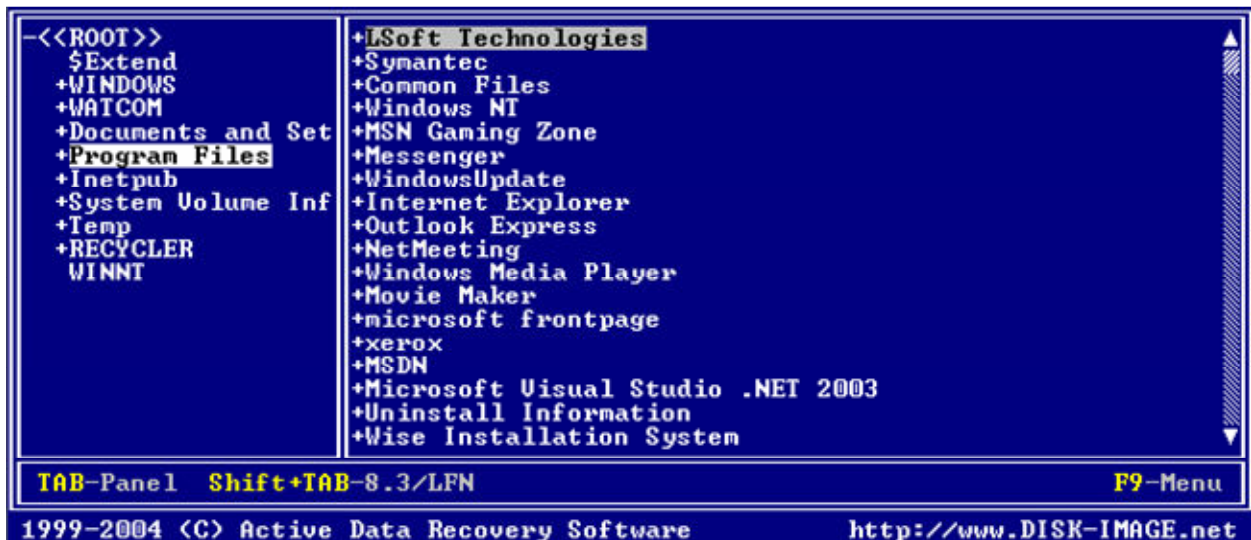 -<<ROOT>>
$Extend
+WINDOWS
+WATCOM
+Documents and Set
+Program Files
+Inetpub
+System Volume Inf
+Temp
+RECYCLER
WINNT
+LSoft Technologies
+Symantec
+Common Files
+Windows NT
+MSN Gaming Zone
+Messenger
+WindowsUpdate
+Internet Explorer
+Outlook Express
+NetMeeting
+Windows Media Player
+Movie Maker
+microsoft frontpage
+xerox
+MSDN
+Microsoft Visual Studio .NET 2003
+Uninstall Information
+Wise Installation System
TAB-Panel Shift+TAB-8.3/LFN F9-Menu
1999-2004 (C) Active Data Recovery Software http://www.DISK-IMAGE.net